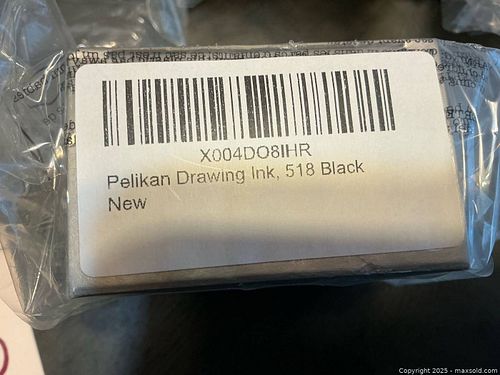 X004DO8IHR
Pelikan Drawing Ink, 518 Black
New
Copyright 2025 - maxsold.com